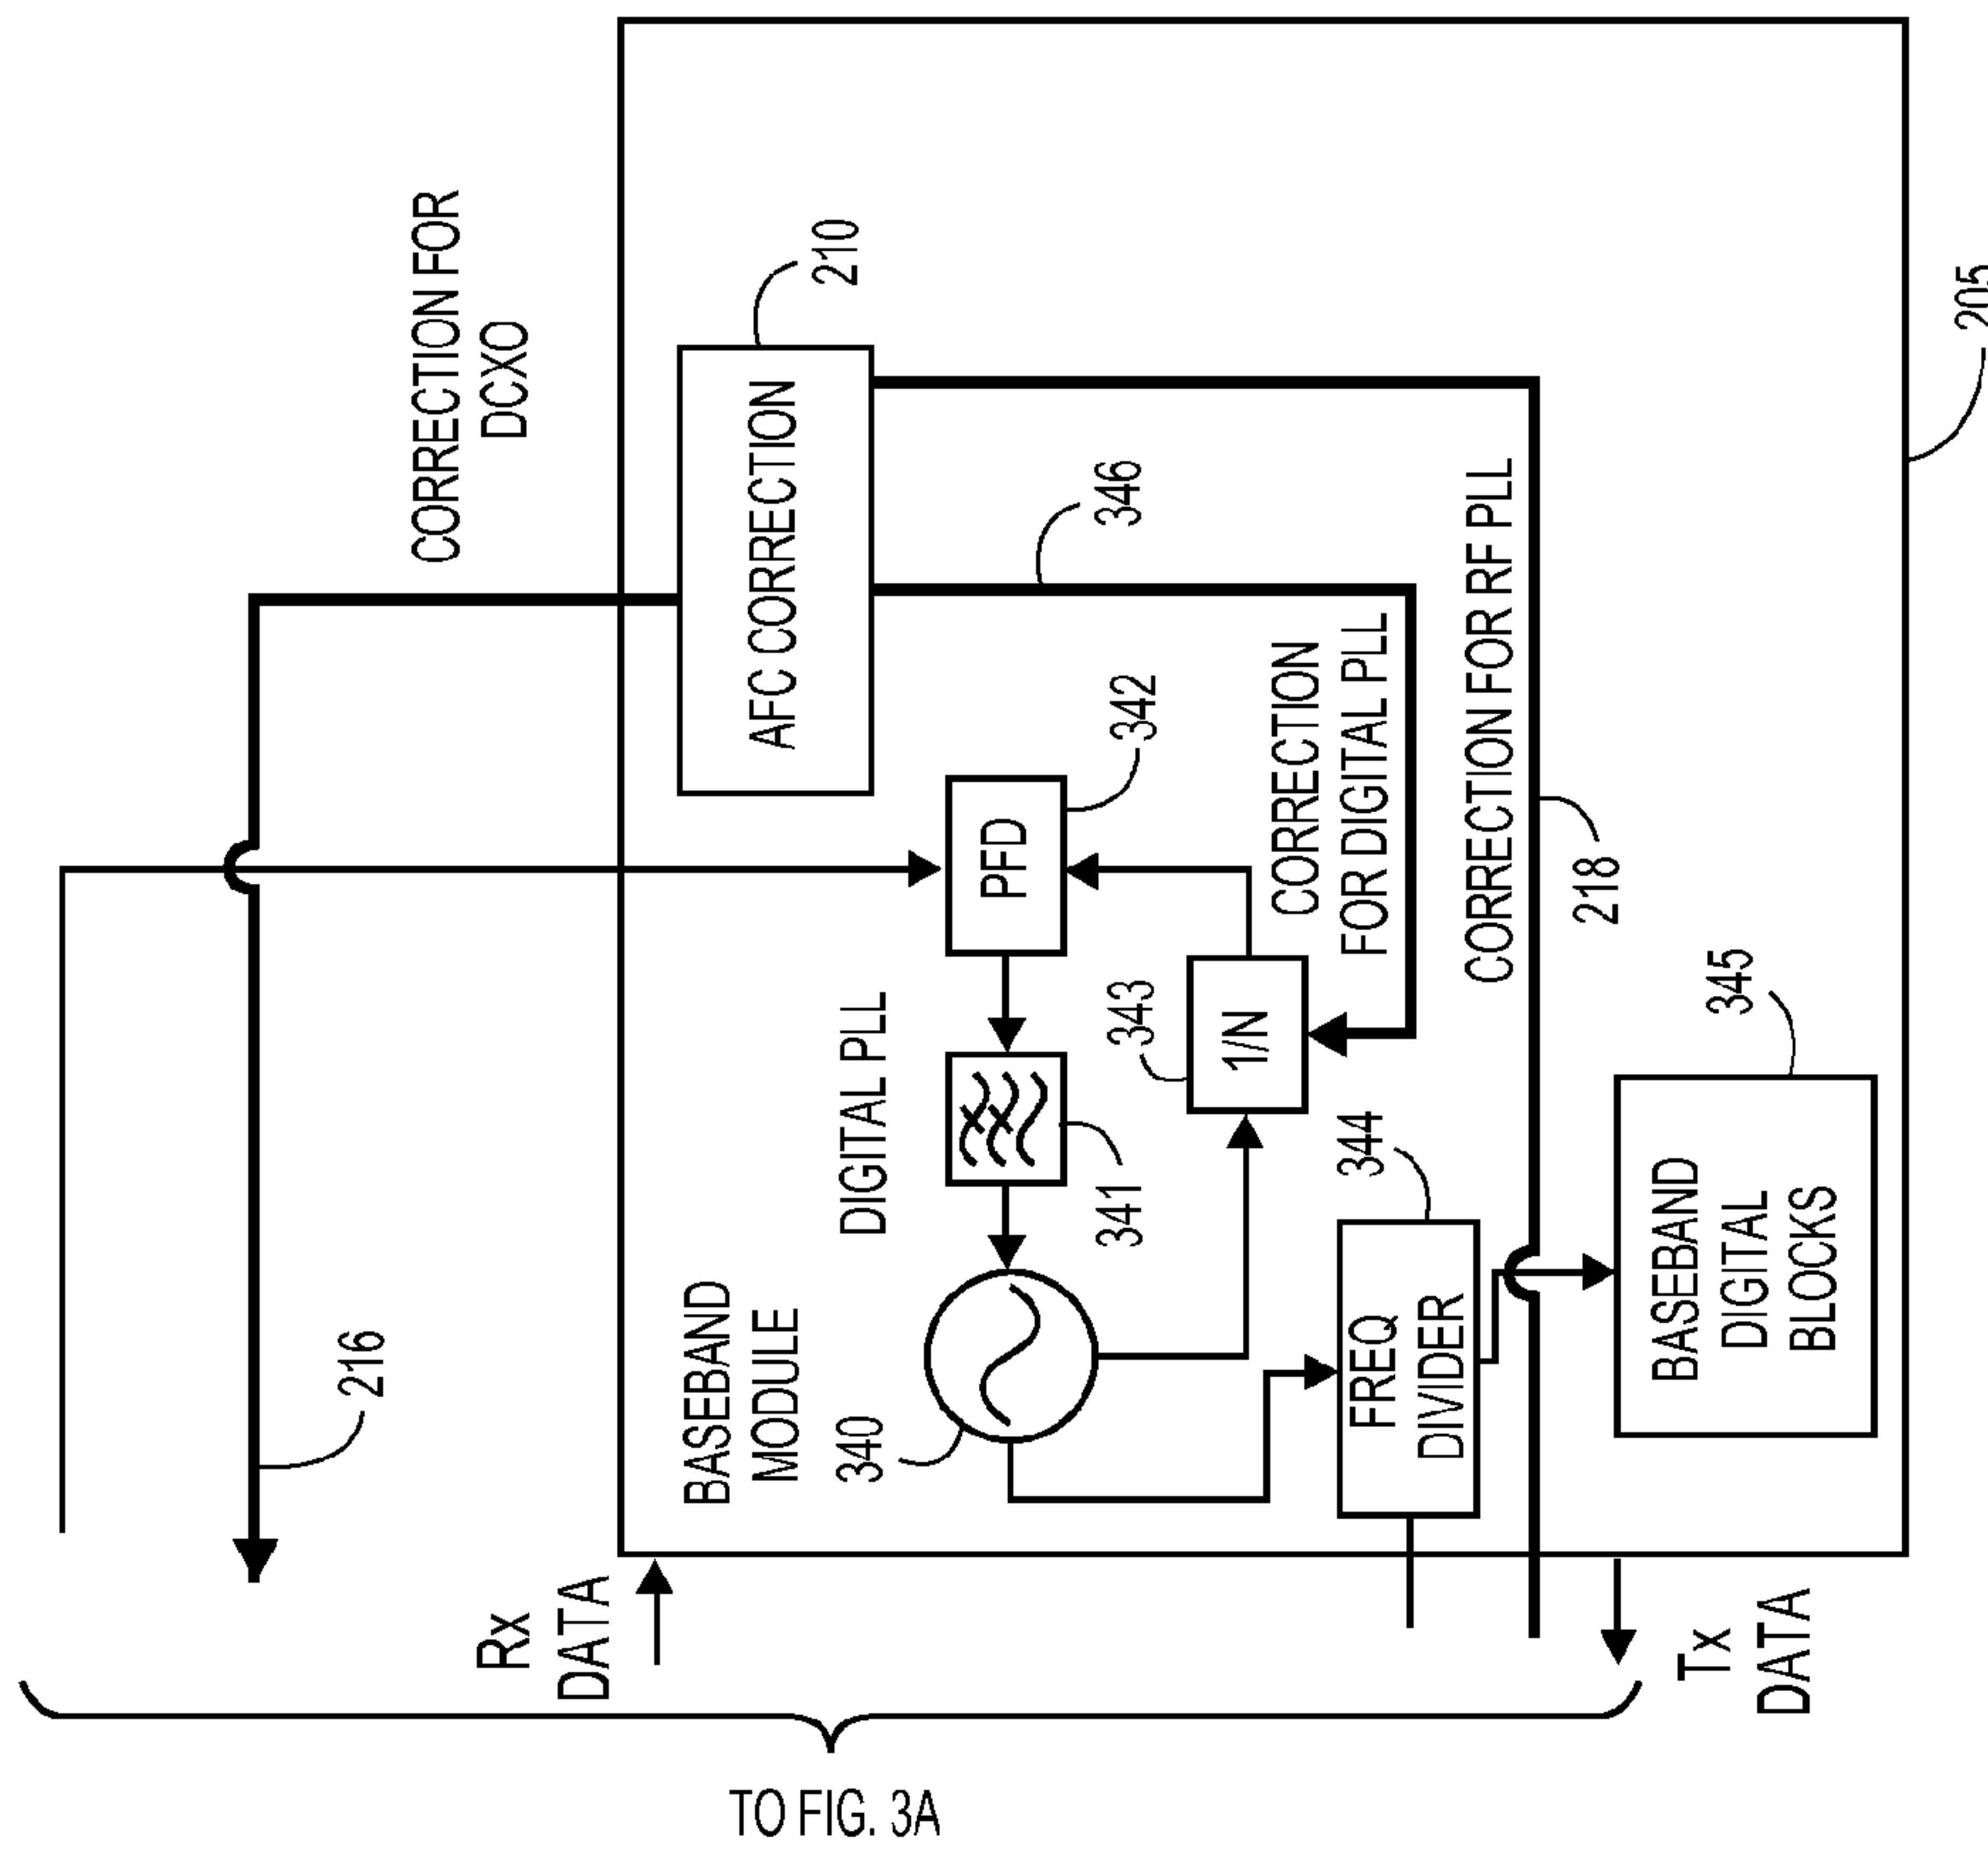 CORRECTION FOR
DCXO
210
205
AFC CORRECTION
346
342
PFD
CORRECTION
FOR DIGITAL PLL
CORRECTION FOR RF PLL
218
DIGITAL PLL
343
1/N
345
341
344
BASEBAND
DIGITAL
BLOCKS
216
BASEBAND
MODULE
340
FREQ
DIVIDER
Rx
DATA
Tx
DATA
TO FIG. 3A